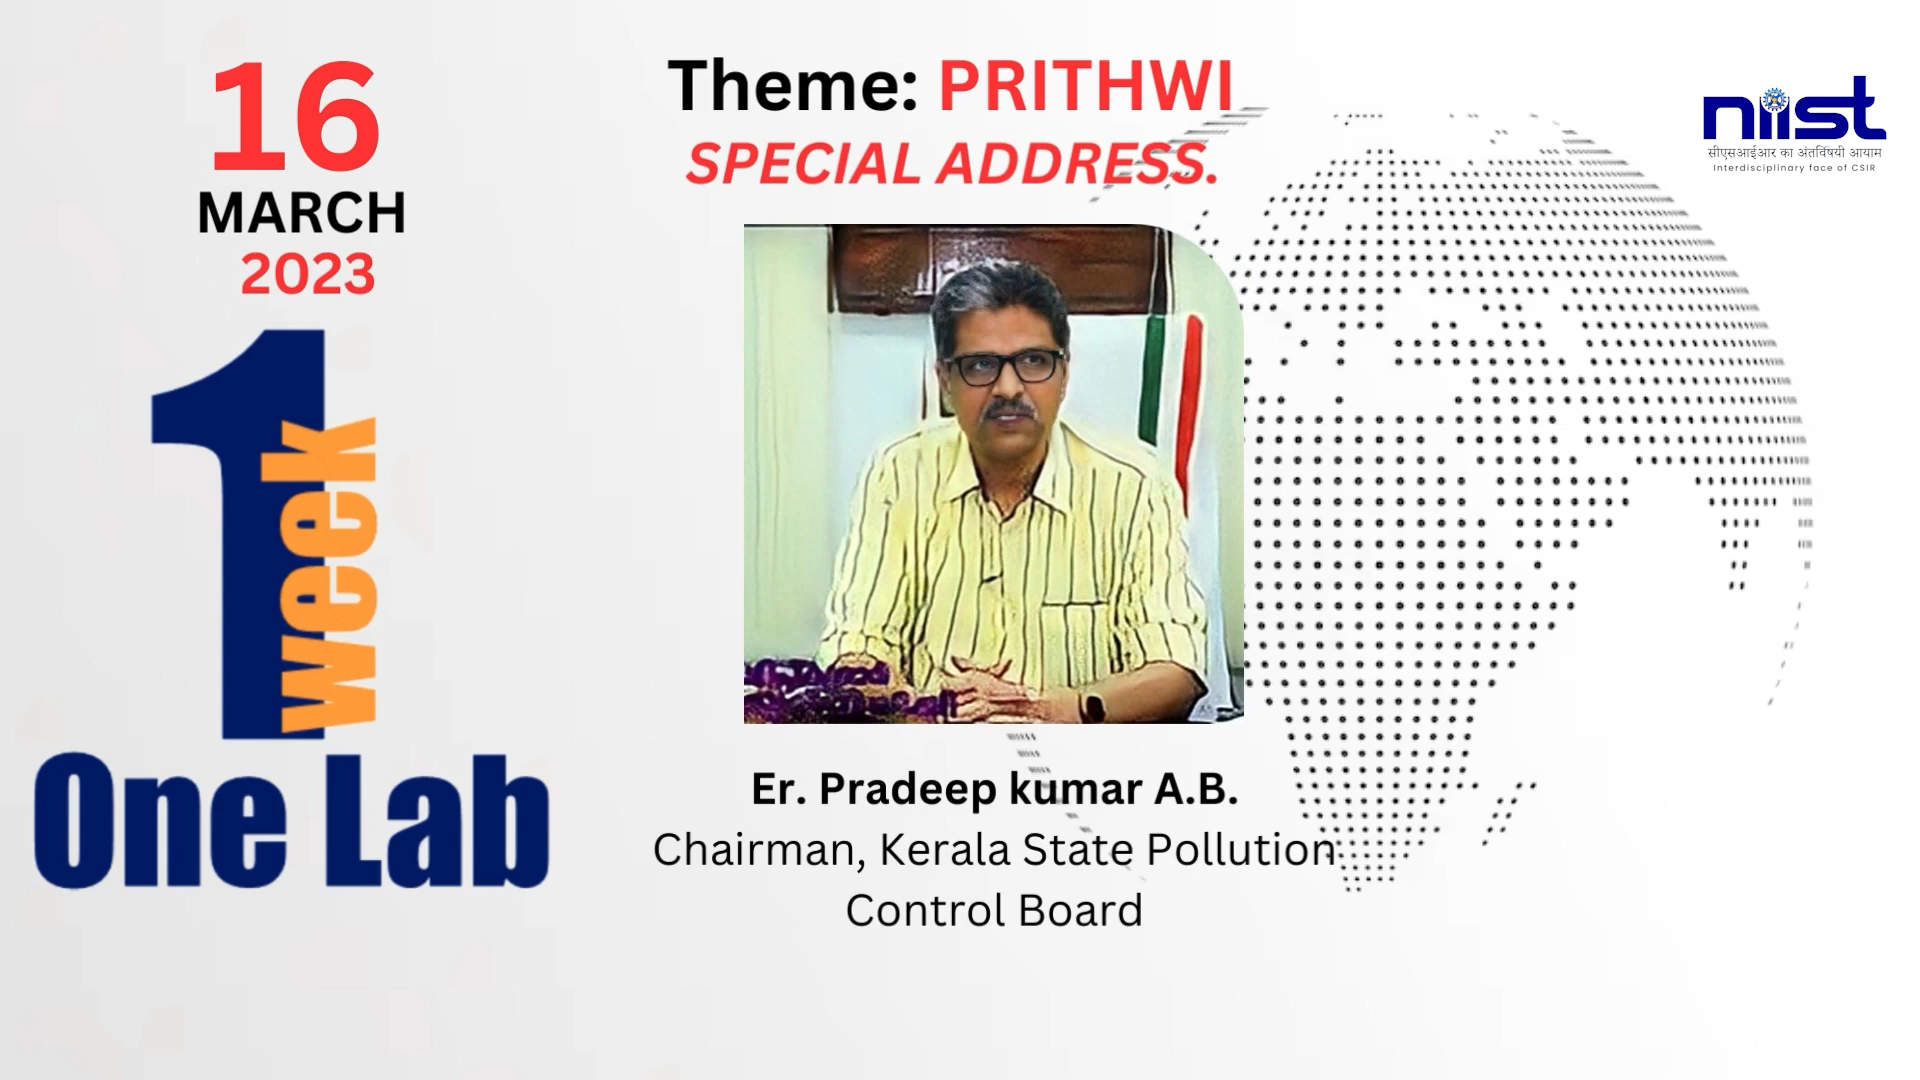 16
MARCH
2023
1
week
One Lab
Theme: PRITHWI
SPECIAL ADDRESS.
Er. Pradeep kumar A.B.
Chairman, Kerala State Pollution
Control Board
niist
सीएसआईआर का अंतर्विषयी आयाम
Interdisciplinary face of CSIR